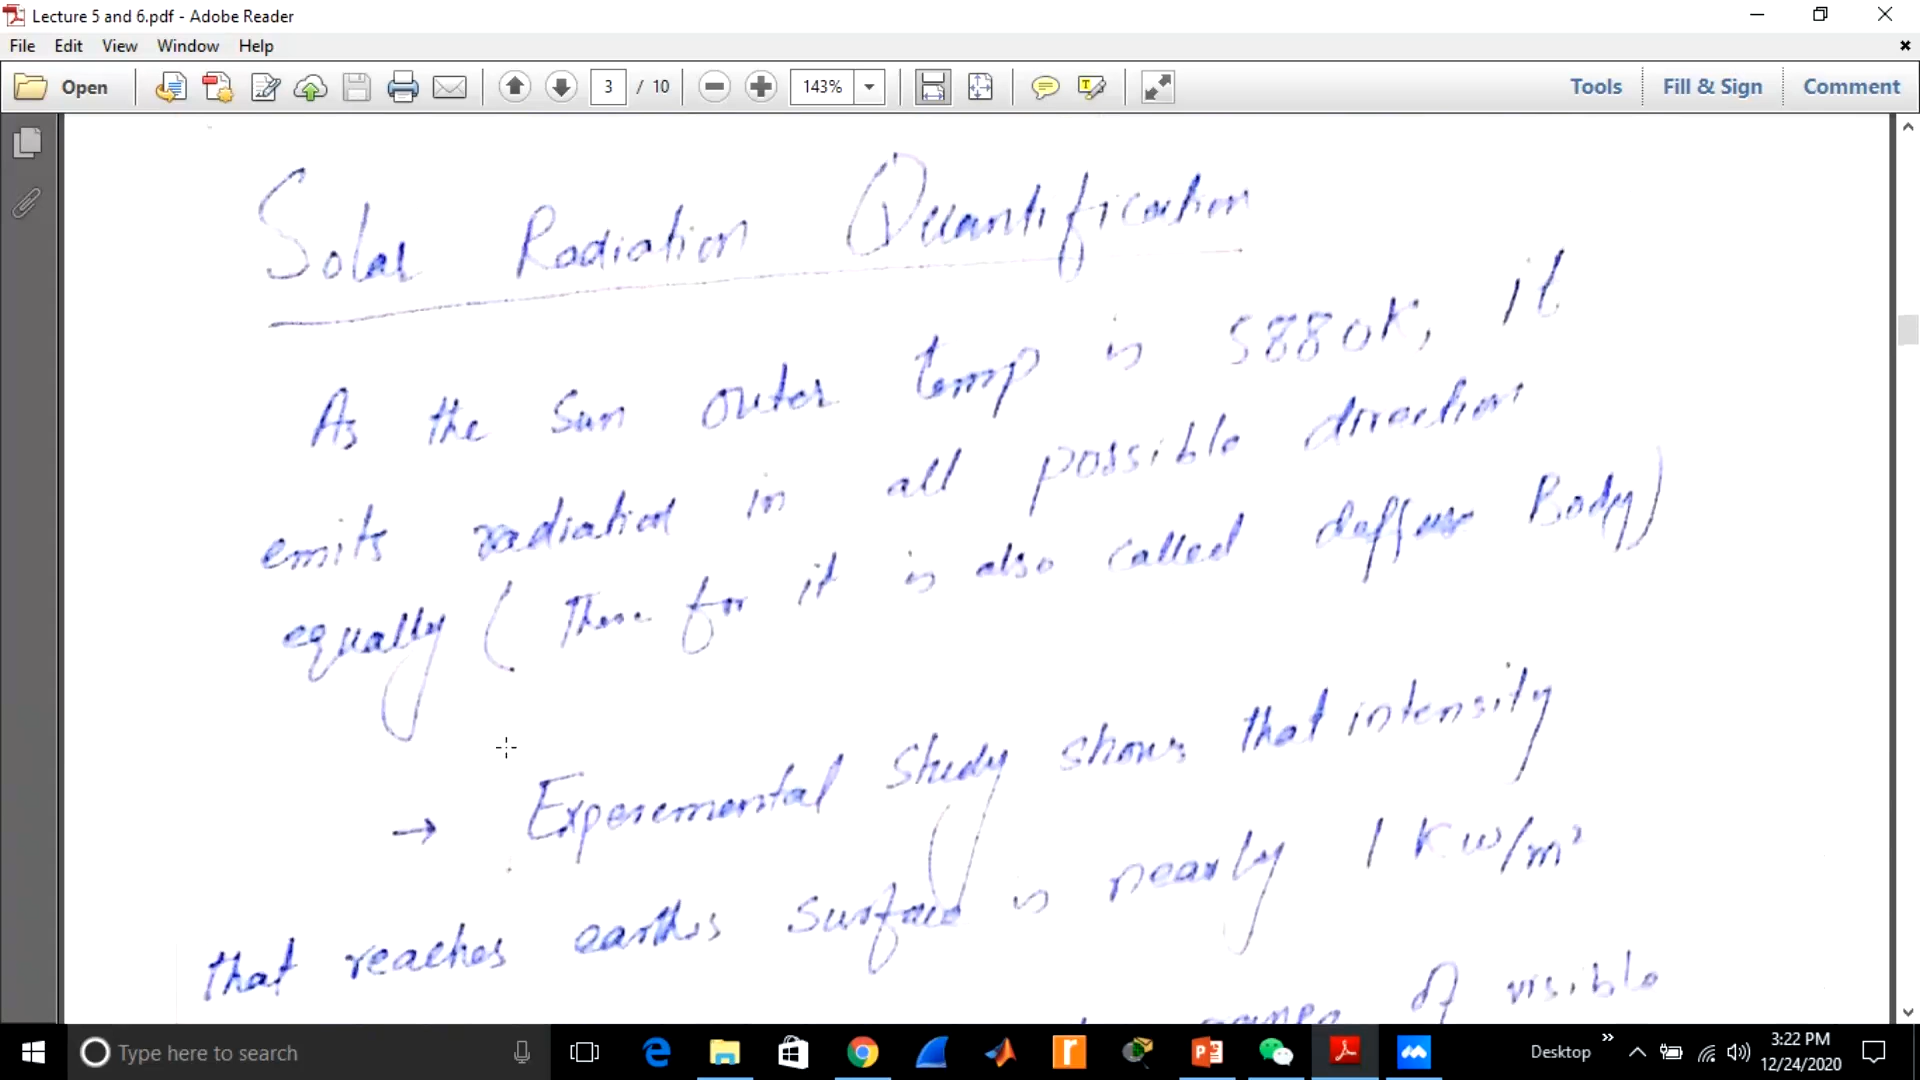 Lecture 5 and 6.pdf - Adobe Reader
File Edit View Window Help
Open 3 / 10 143% Tools Fill & Sign Comment
Solar Radiation Quantification
As the Sun outer temp is 5880K, it
emits radiation in all possible directions
equally ( There for it is also called deffuse Body)
→ Experemental Study shows that intensity
that reaches earths surface is nearly 1 KW/m²
of visible
Type here to search
Desktop
3:22 PM
12/24/2020